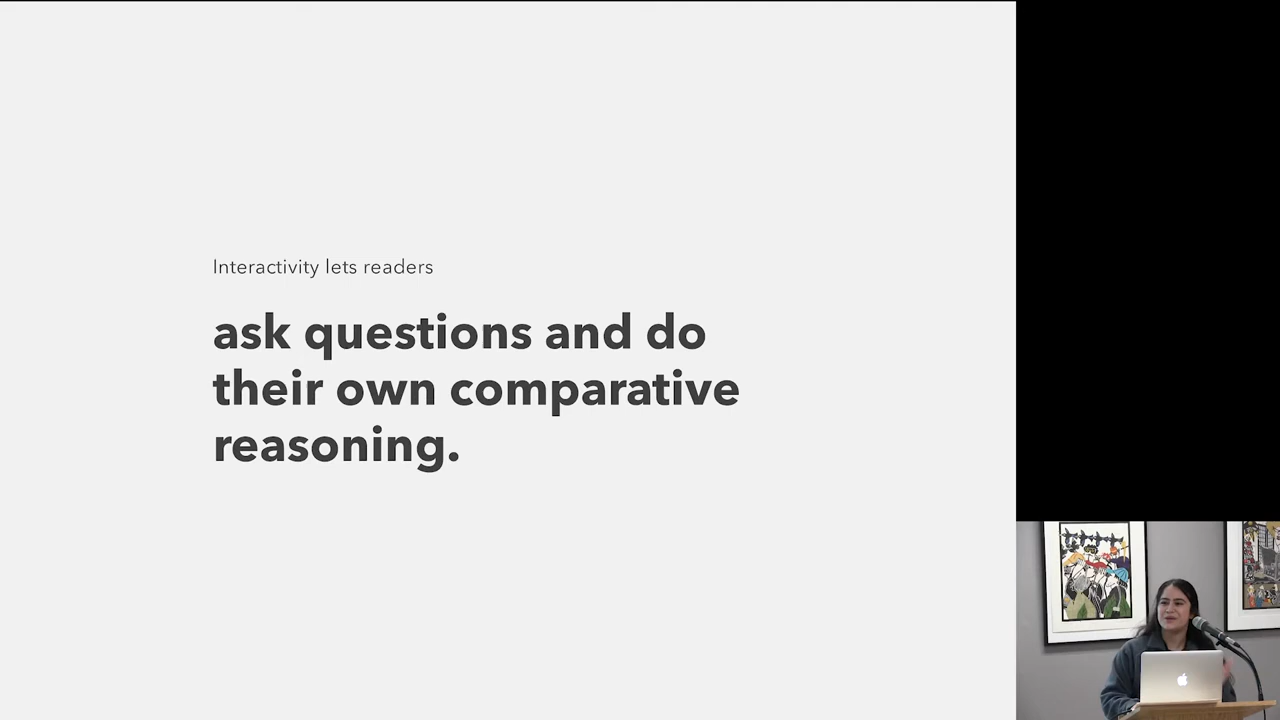 Interactivity lets readers
ask questions and do
their own comparative
reasoning.